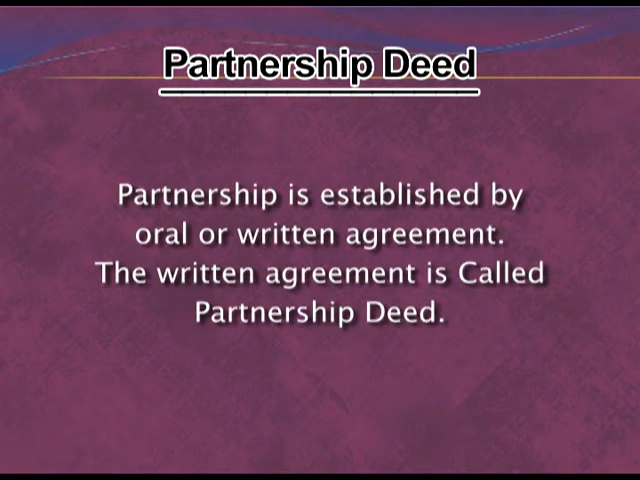 Partnership Deed
Partnership is established by
oral or written agreement.
The written agreement is Called
Partnership Deed.